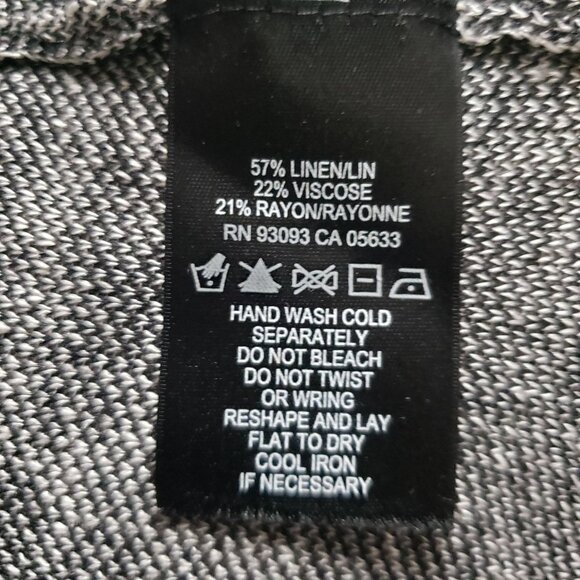 57% LINEN/LIN
22% VISCOSE
21% RAYON/RAYONNE
RN 93093 CA 05633
HAND WASH COLD
SEPARATELY
DO NOT BLEACH
DO NOT TWIST
OR WRING
RESHAPE AND LAY
FLAT TO DRY
COOL IRON
IF NECESSARY